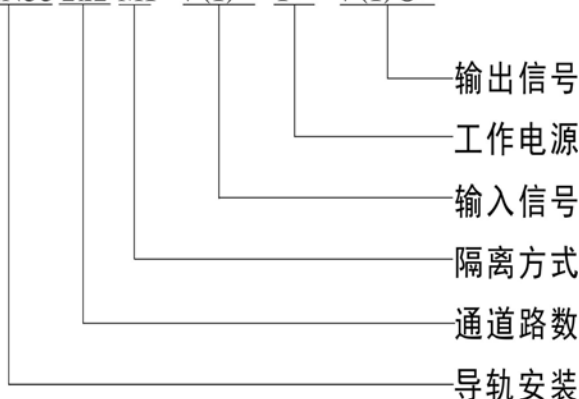 输出信号
工作电源
输入信号
隔离方式
通道路数
导轨安装